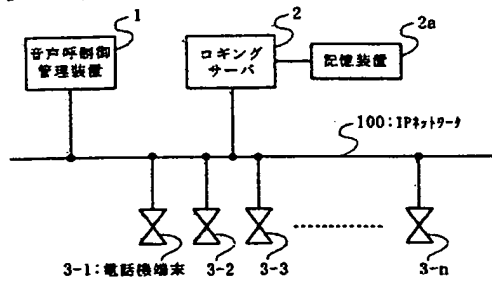 1
2
2a
音声呼制御
管理装置
ロギング
サーバ
記憶装置
100:IPネットワーク
3-1:電話機端末
3-2
3-3
3-n